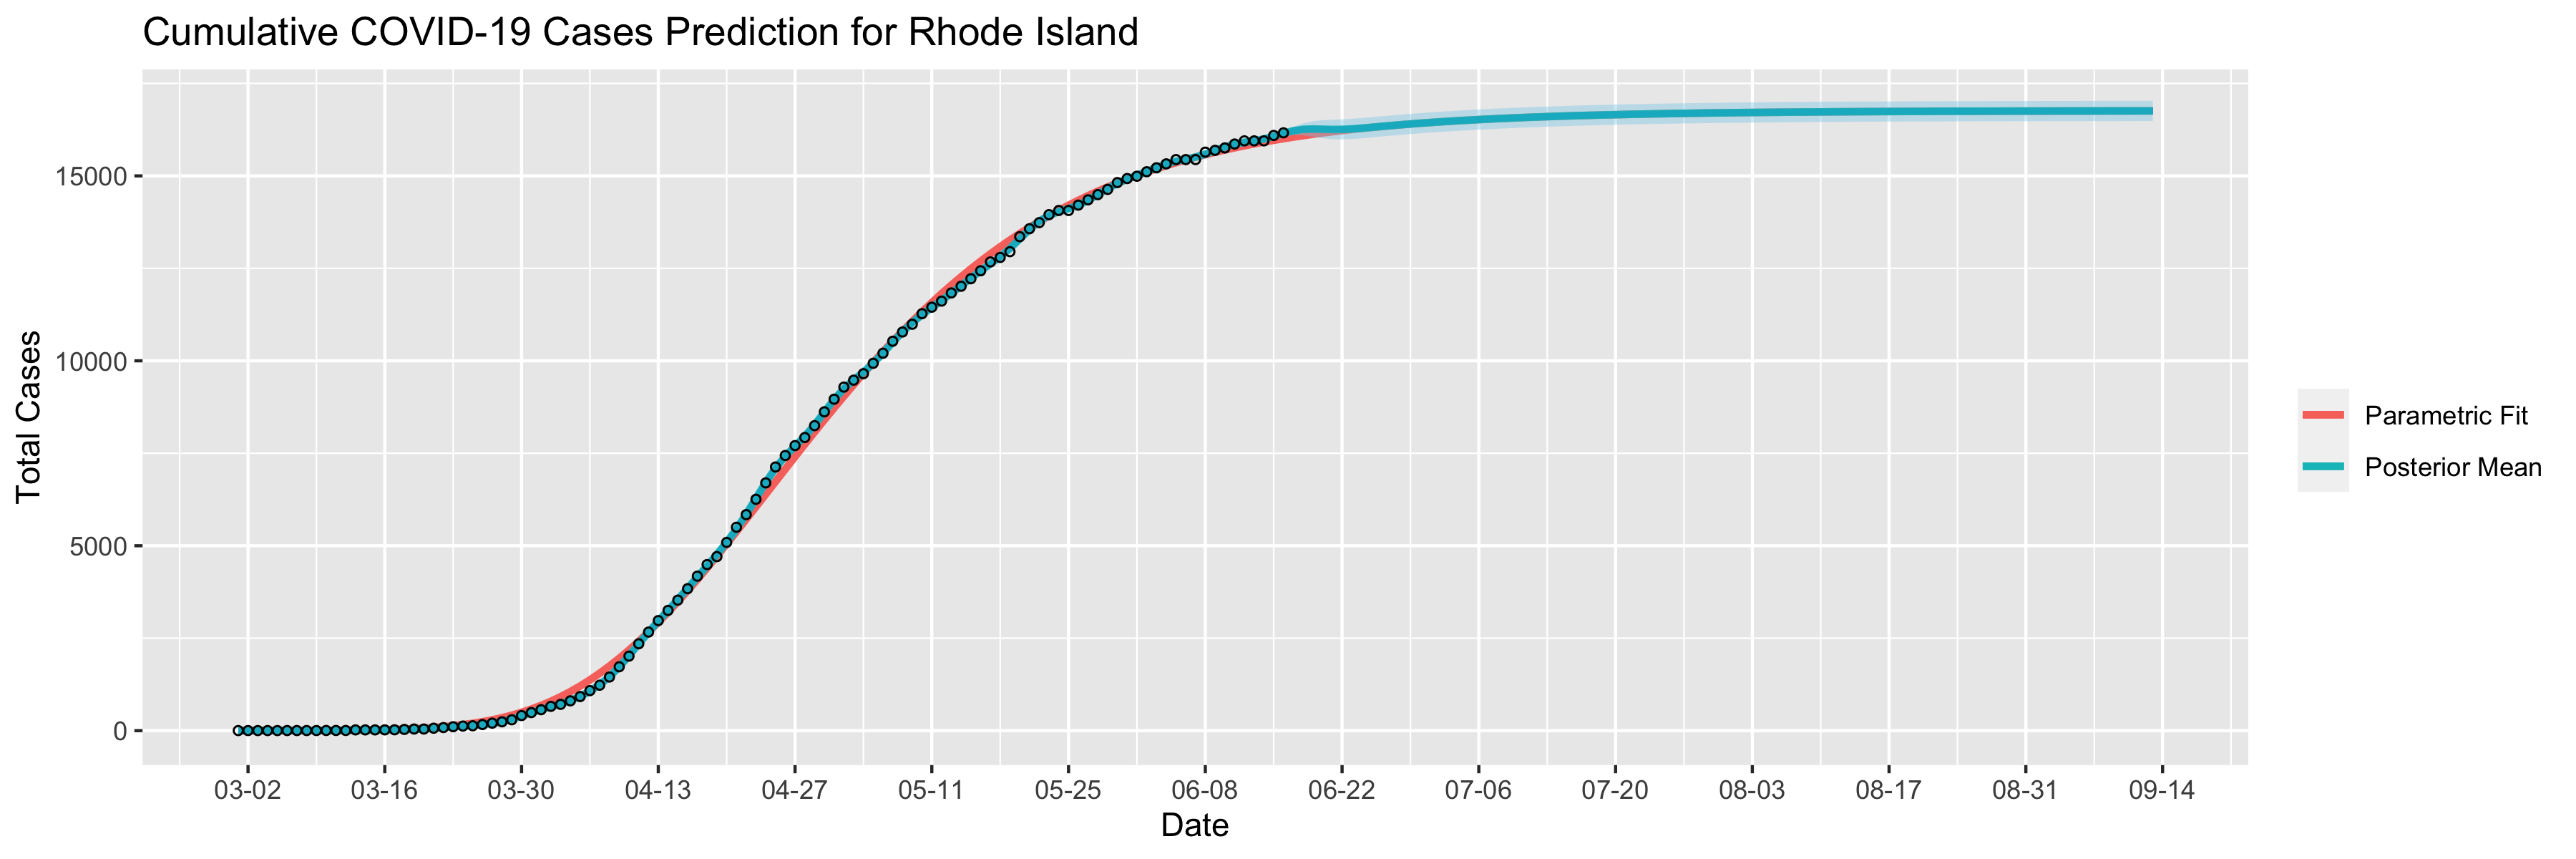 Cumulative COVID-19 Cases Prediction for Rhode Island
Total Cases
15000
10000
5000
0
03-02 03-16 03-30 04-13 04-27 05-11 05-25 06-08 06-22 07-06 07-20 08-03 08-17 08-31 09-14
Date
Parametric Fit
Posterior Mean